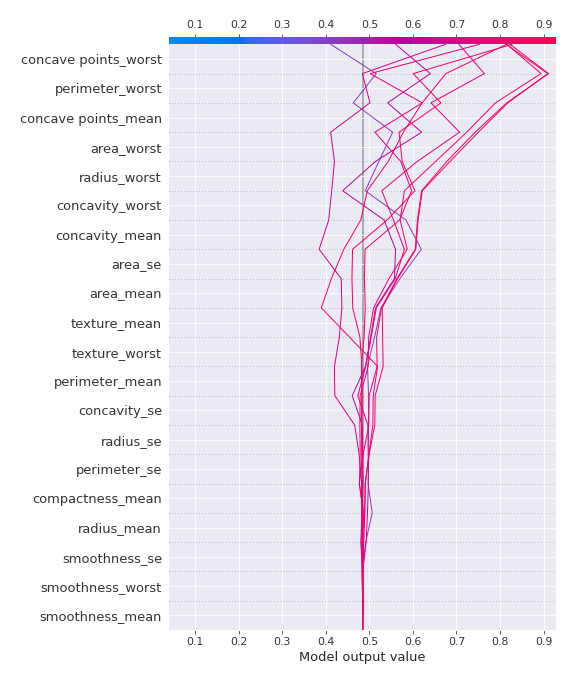 0.1 0.2 0.3 0.4 0.5 0.6 0.7 0.8 0.9
concave points_worst
perimeter_worst
concave points_mean
area_worst
radius_worst
concavity_worst
concavity_mean
area_se
area_mean
texture_mean
texture_worst
perimeter_mean
concavity_se
radius_se
perimeter_se
compactness_mean
radius_mean
smoothness_se
smoothness_worst
smoothness_mean
0.1 0.2 0.3 0.4 0.5 0.6 0.7 0.8 0.9
Model output value